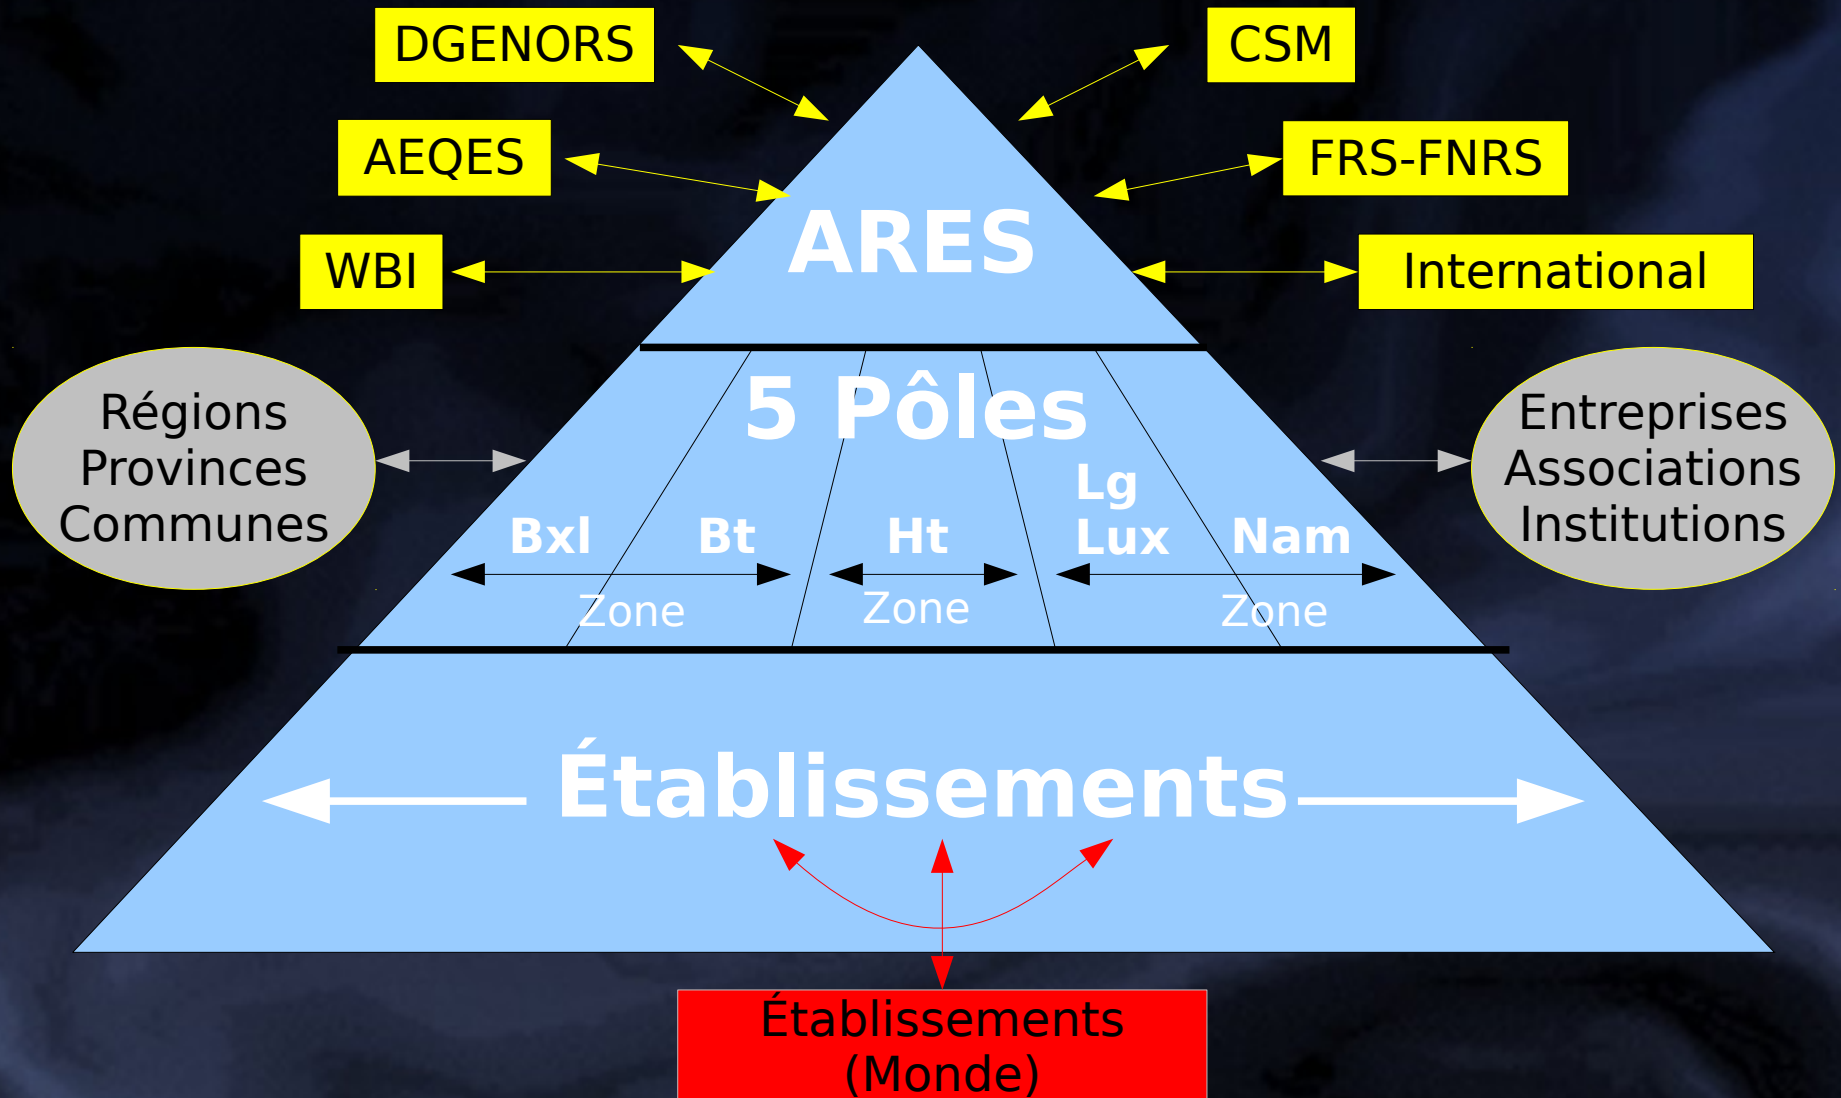 DGENORS
CSM
AEQES
FRS-FNRS
ARES
WBI
International
5 Pôles
Régions
Provinces
Communes
Entreprises
Associations
Institutions
Bxl
Bt
Ht
Lg
Lux
Nam
Zone
Zone
Zone
Établissements
Établissements
(Monde)